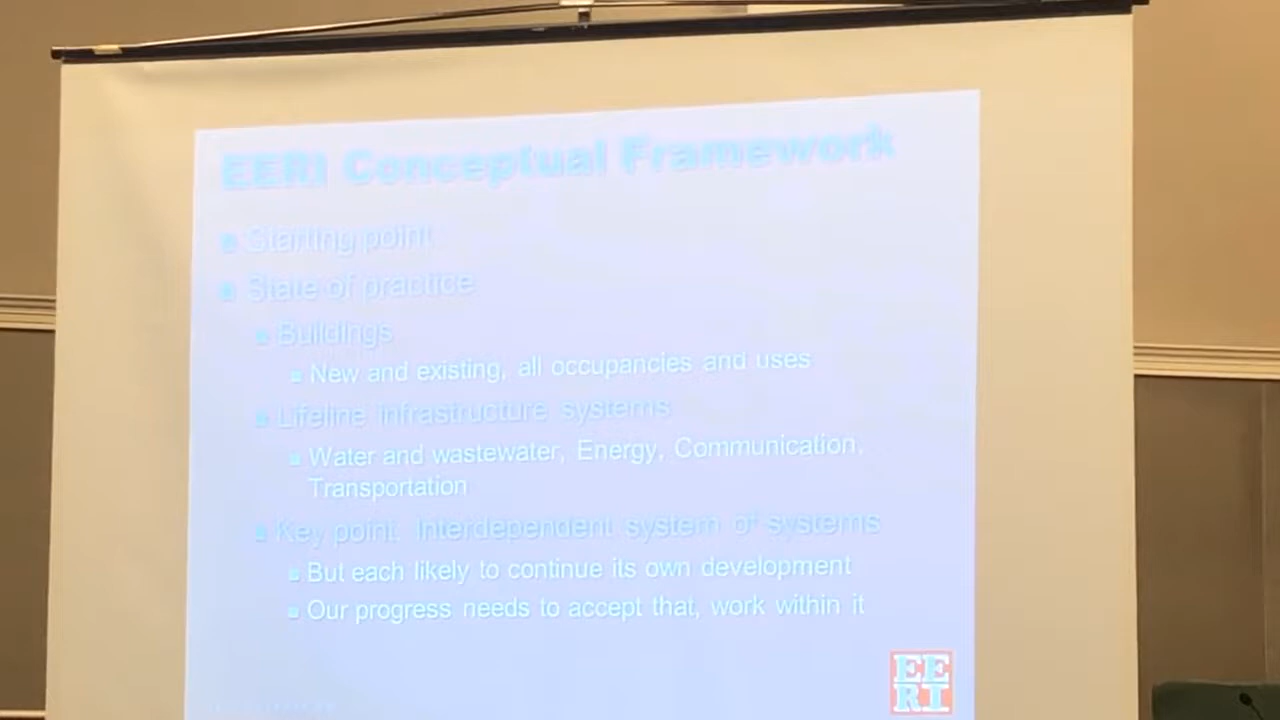 EERI Conceptual Framework
Starting point
State of practice
Buildings
New and existing, all occupancies and uses
Lifeline infrastructure systems
Water and wastewater, Energy, Communication,
Transportation
Key point. Interdependent system of systems
But each likely to continue its own development
Our progress needs to accept that, work within it
EE
RI